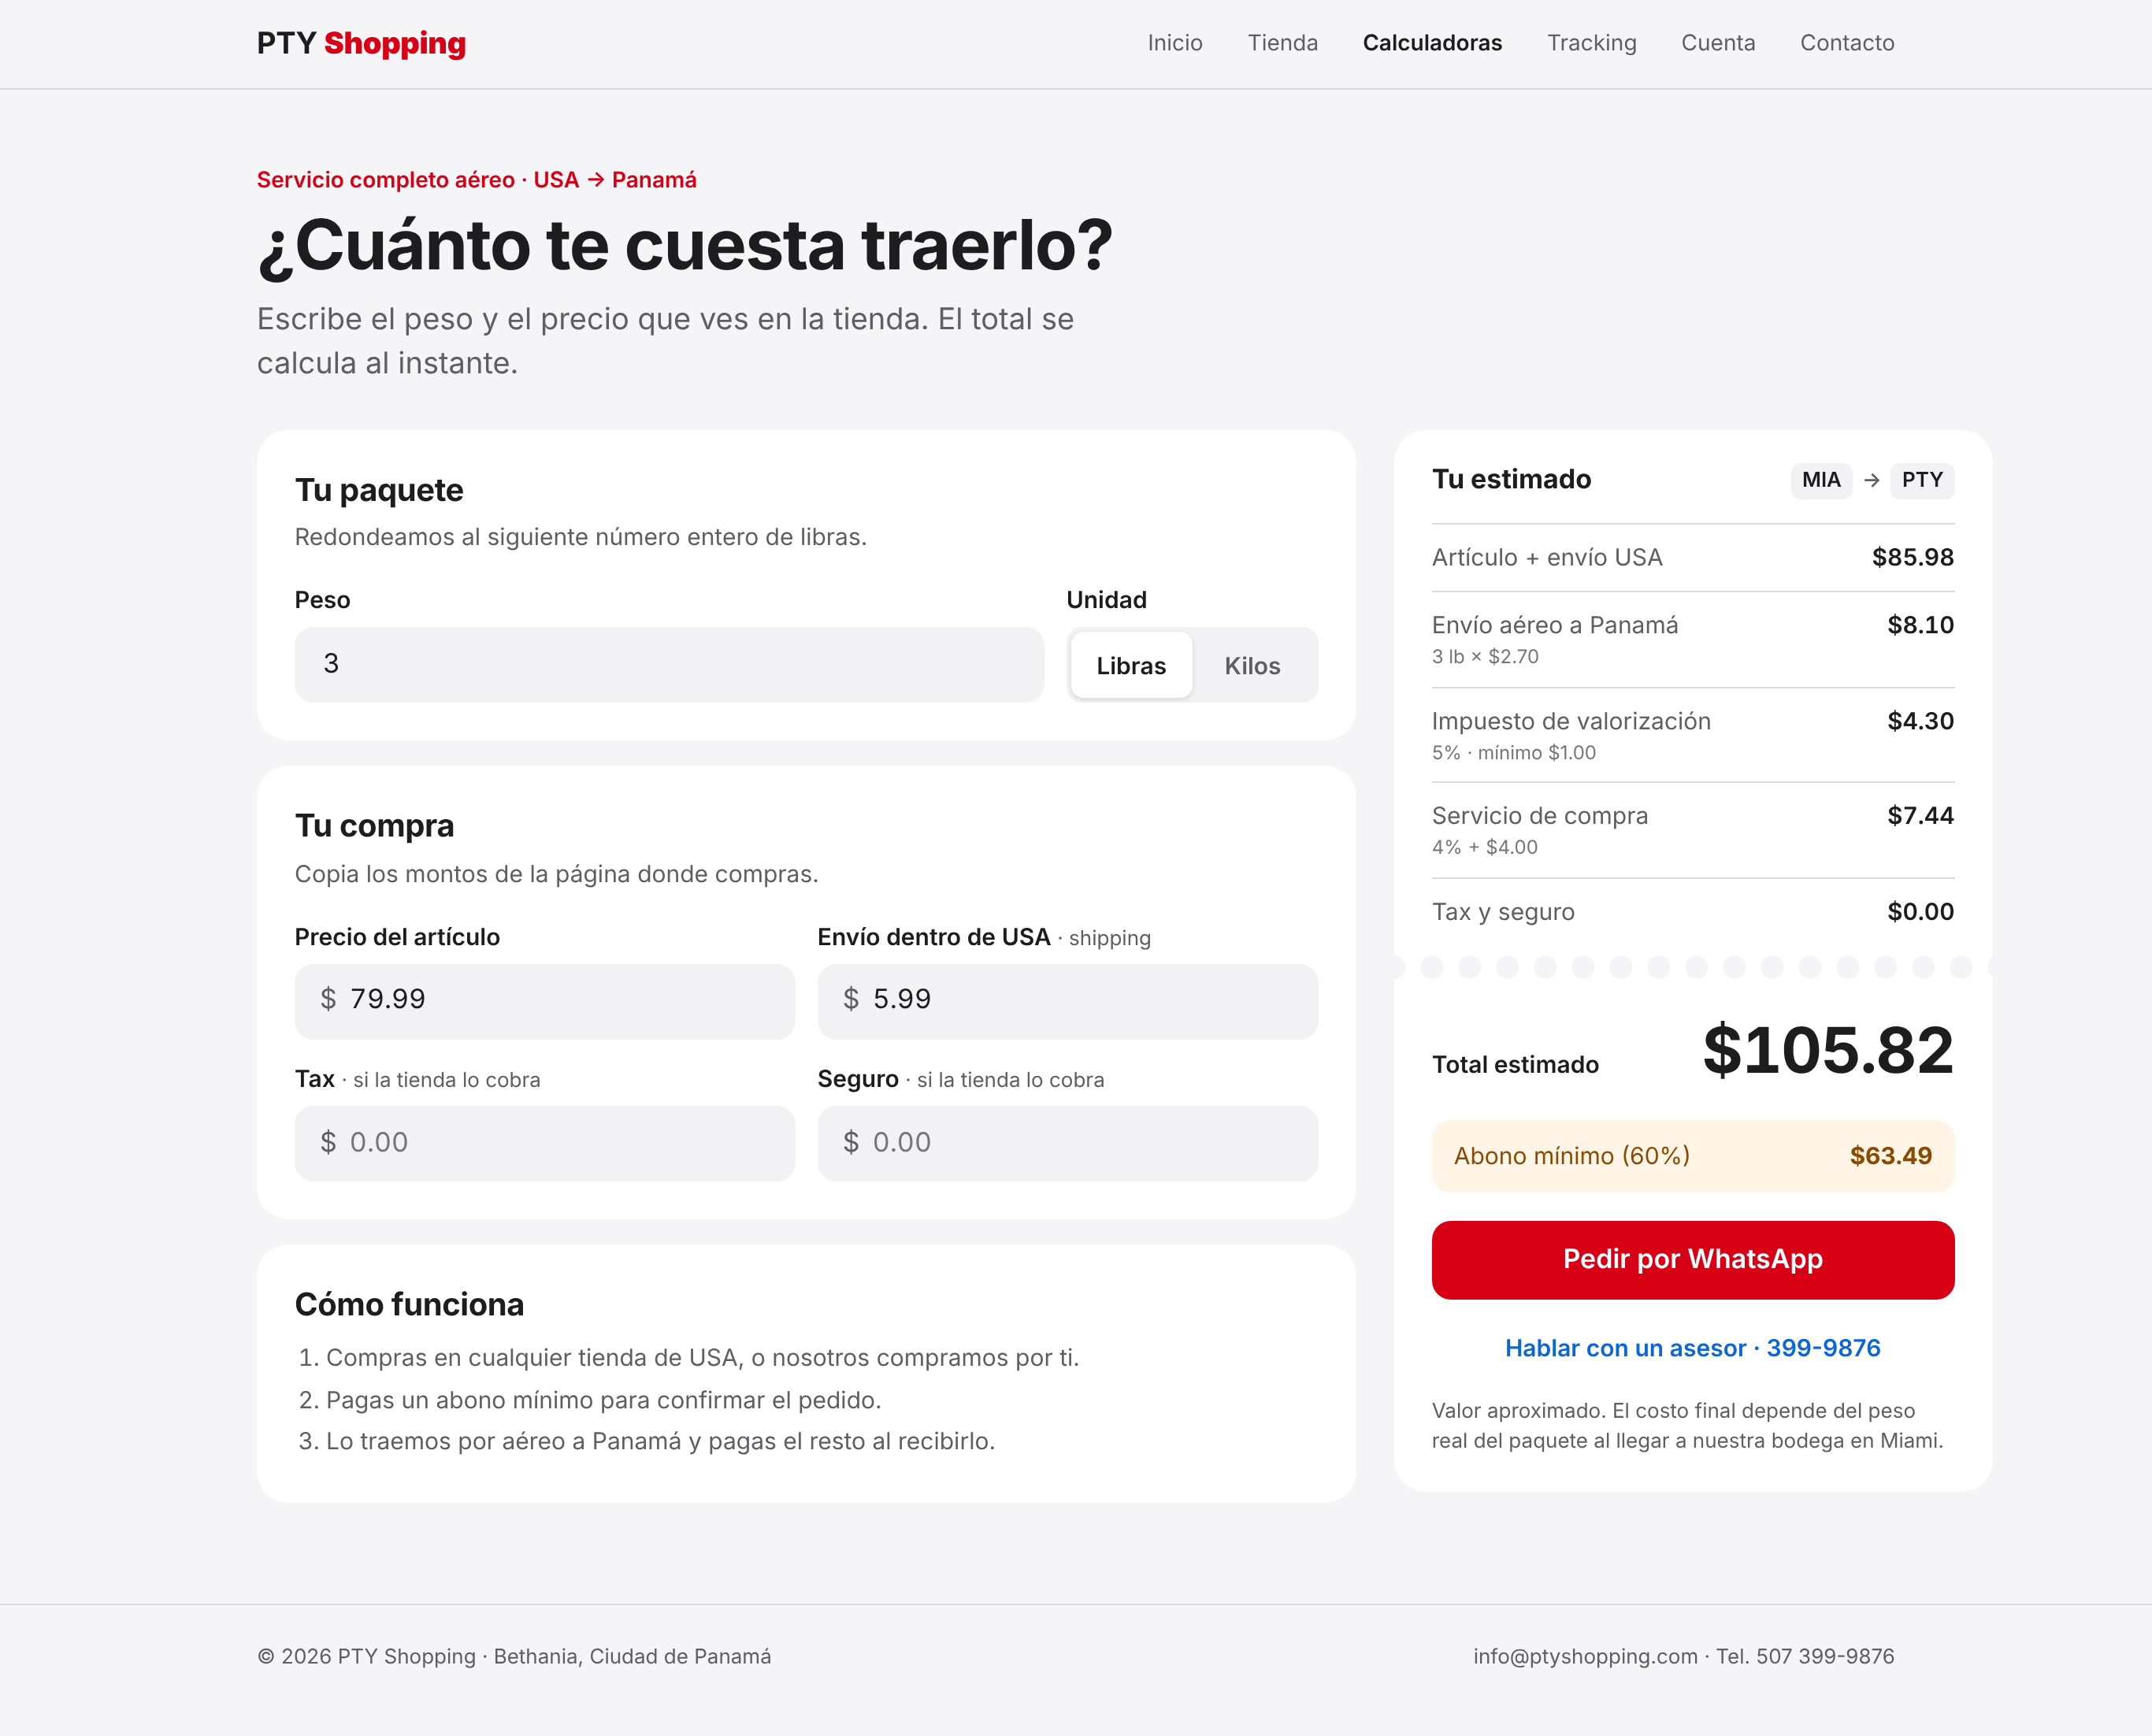 PTY Shopping
Inicio Tienda Calculadoras Tracking Cuenta Contacto
Servicio completo aéreo · USA → Panamá
¿Cuánto te cuesta traerlo?
Escribe el peso y el precio que ves en la tienda. El total se
calcula al instante.
Tu paquete
Redondeamos al siguiente número entero de libras.
Peso
3
Unidad
Libras Kilos
Tu compra
Copia los montos de la página donde compras.
Precio del artículo
$ 79.99
Envío dentro de USA · shipping
$ 5.99
Tax · si la tienda lo cobra
$ 0.00
Seguro · si la tienda lo cobra
$ 0.00
Cómo funciona
1. Compras en cualquier tienda de USA, o nosotros compramos por ti.
2. Pagas un abono mínimo para confirmar el pedido.
3. Lo traemos por aéreo a Panamá y pagas el resto al recibirlo.
Tu estimado MIA → PTY
Artículo + envío USA $85.98
Envío aéreo a Panamá $8.10
3 lb × $2.70
Impuesto de valorización $4.30
5% · mínimo $1.00
Servicio de compra $7.44
4% + $4.00
Tax y seguro $0.00
Total estimado $105.82
Abono mínimo (60%) $63.49
Pedir por WhatsApp
Hablar con un asesor · 399-9876
Valor aproximado. El costo final depende del peso
real del paquete al llegar a nuestra bodega en Miami.
© 2026 PTY Shopping · Bethania, Ciudad de Panamá
info@ptyshopping.com · Tel. 507 399-9876